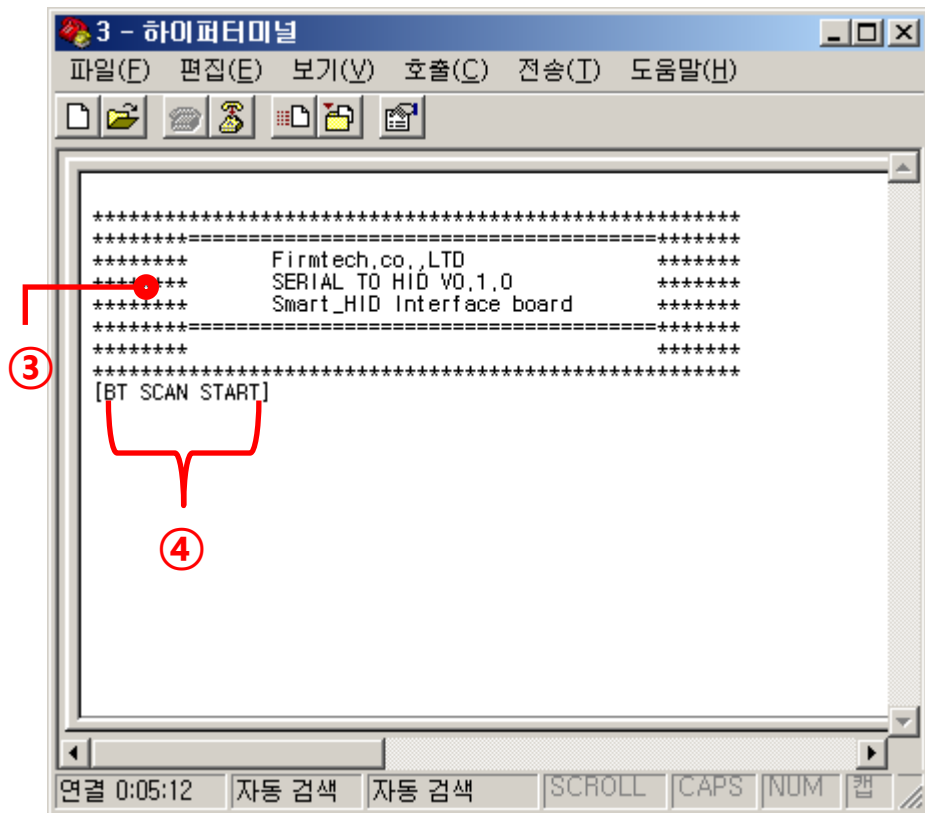 3 - 하이퍼터미널
파일(F) 편집(E) 보기(V) 호출(C) 전송(T) 도움말(H)
******************************************************
********=======================================*******
******** Firmtech,co,,LTD *******
******** SERIAL TO HID V0,1,0 *******
******** Smart_HID Interface board *******
********=======================================*******
******** *******
******************************************************
[BT SCAN START]
③
④
연결 0:05:12 자동 검색 자동 검색 SCROLL CAPS NUM 캡